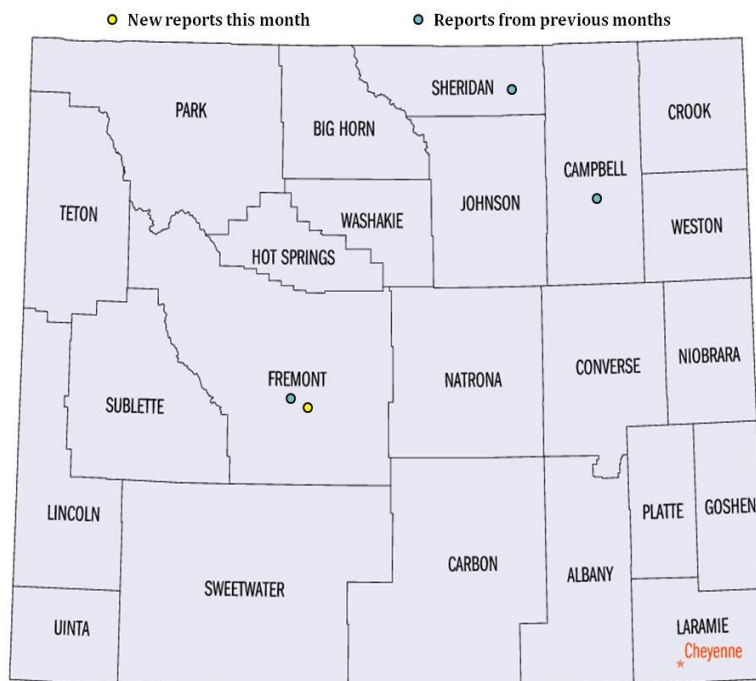 New reports this month
Reports from previous months
SHERIDAN
PARK
CROOK
BIG HORN
CAMPBELL
JOHNSON
TETON
WASHAKIE
WESTON
HOT SPRINGS
NIOBRARA
CONVERSE
FREMONT
NATRONA
SUBLETTE
GOSHEN
PLATTE
LINCOLN
CARBON
ALBANY
SWEETWATER
LARAMIE
UINTA
Cheyenne